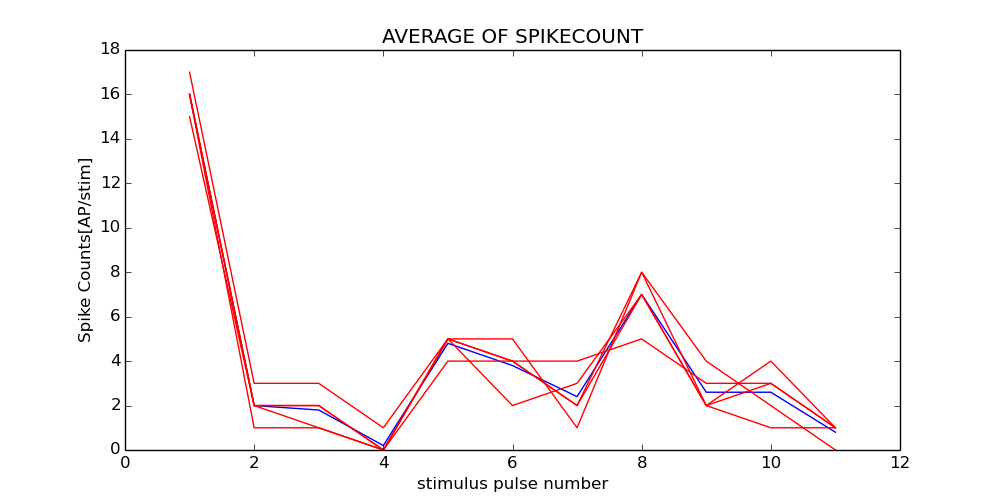 AVERAGE OF SPIKECOUNT
18
16
14
12
10
8
6
4
2
0
Spike Counts[AP/stim]
0 2 4 6 8 10 12
stimulus pulse number